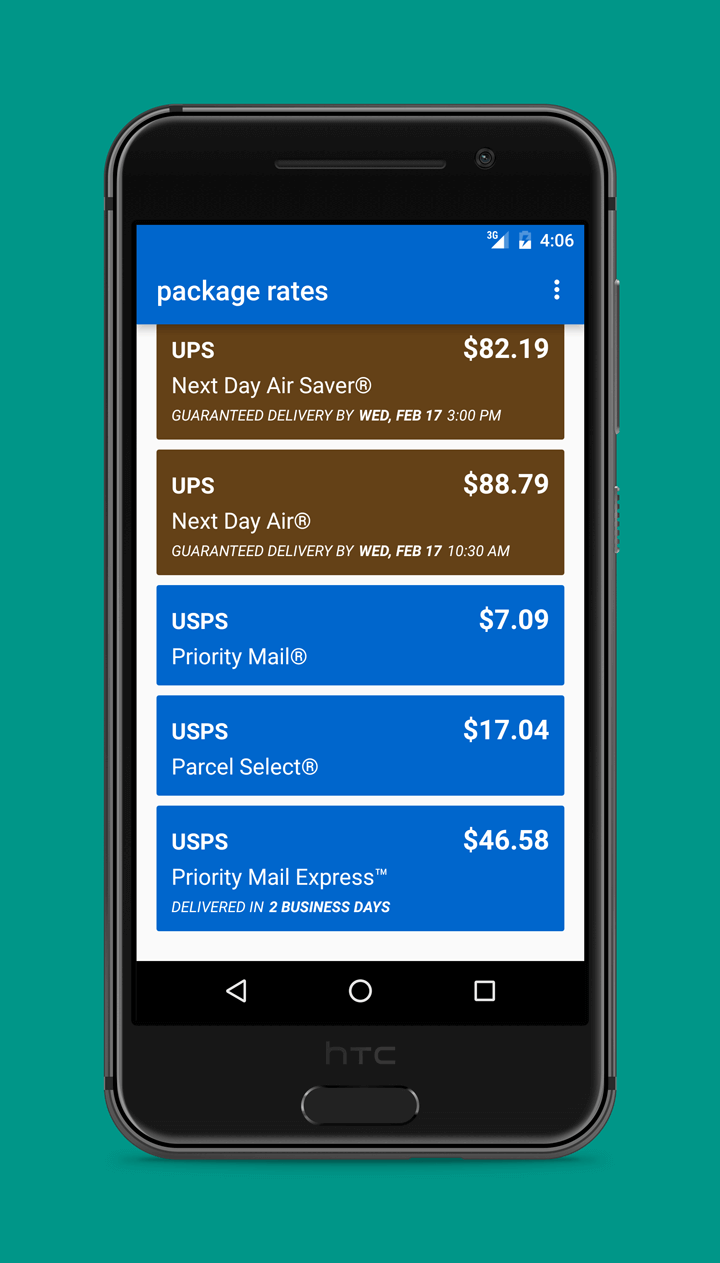 3G 4:06
package rates
UPS $82.19
Next Day Air Saver®
GUARANTEED DELIVERY BY WED, FEB 17 3:00 PM
UPS $88.79
Next Day Air®
GUARANTEED DELIVERY BY WED, FEB 17 10:30 AM
USPS $7.09
Priority Mail®
USPS $17.04
Parcel Select®
USPS $46.58
Priority Mail Express™
DELIVERED IN 2 BUSINESS DAYS
hTC